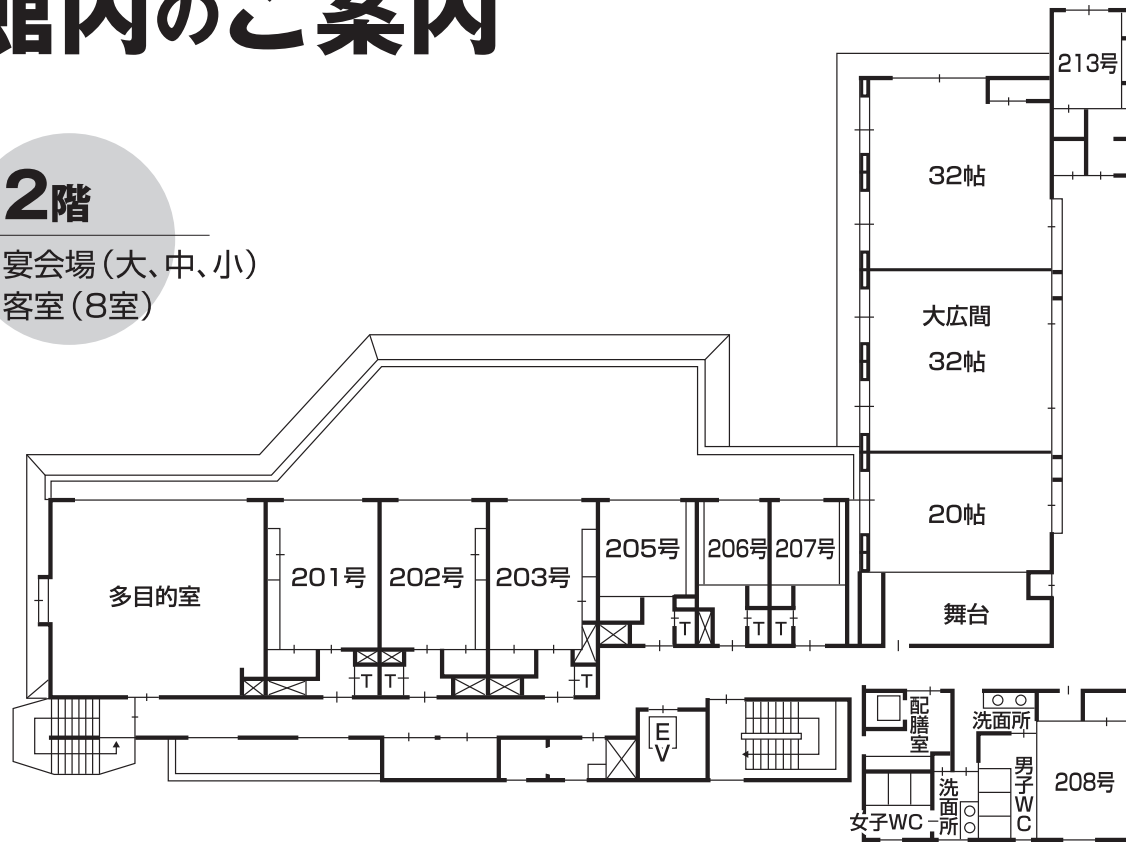 館内のご案内
2階
宴会場（大、中、小）
客室（8室）
213号
32帖
大広間
32帖
20帖
舞台
多目的室
201号
202号
203号
205号
206号
207号
T
T
T
T
T
T
EV
配膳室
洗面所
男子WC
208号
女子WC
洗面所